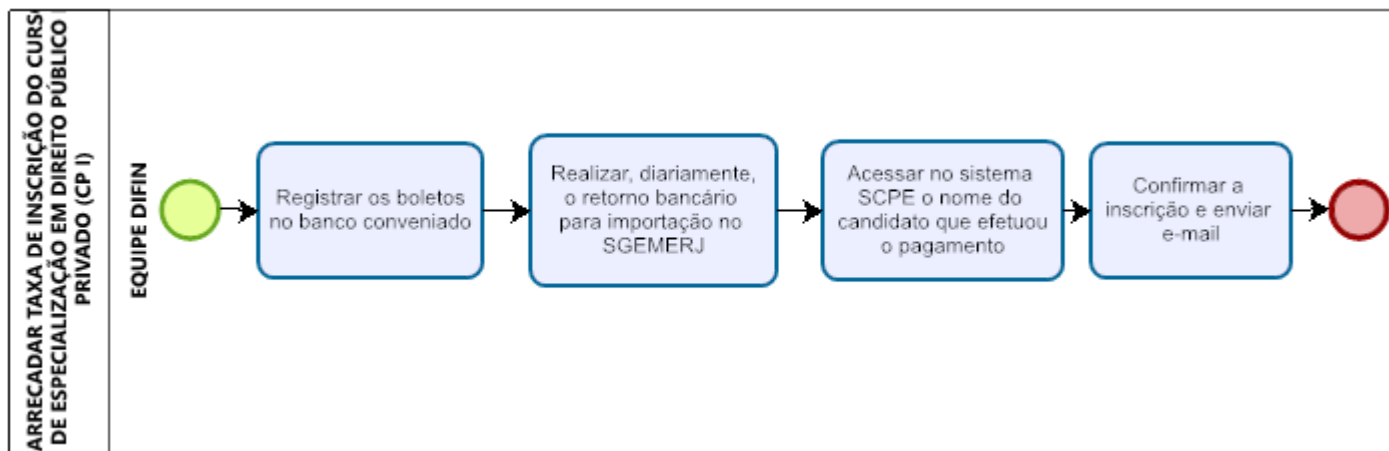 ARRECADAR TAXA DE INSCRIÇÃO DO CURSO
DE ESPECIALIZAÇÃO EM DIREITO PÚBLICO
PRIVADO (CP I)
EQUIPE DIFIN
Registrar os boletos
no banco conveniado
Realizar, diariamente,
o retorno bancário
para importação no
SGEMERJ
Acessar no sistema
SCPE o nome do
candidato que efetuou
o pagamento
Confirmar a
inscrição e enviar
e-mail